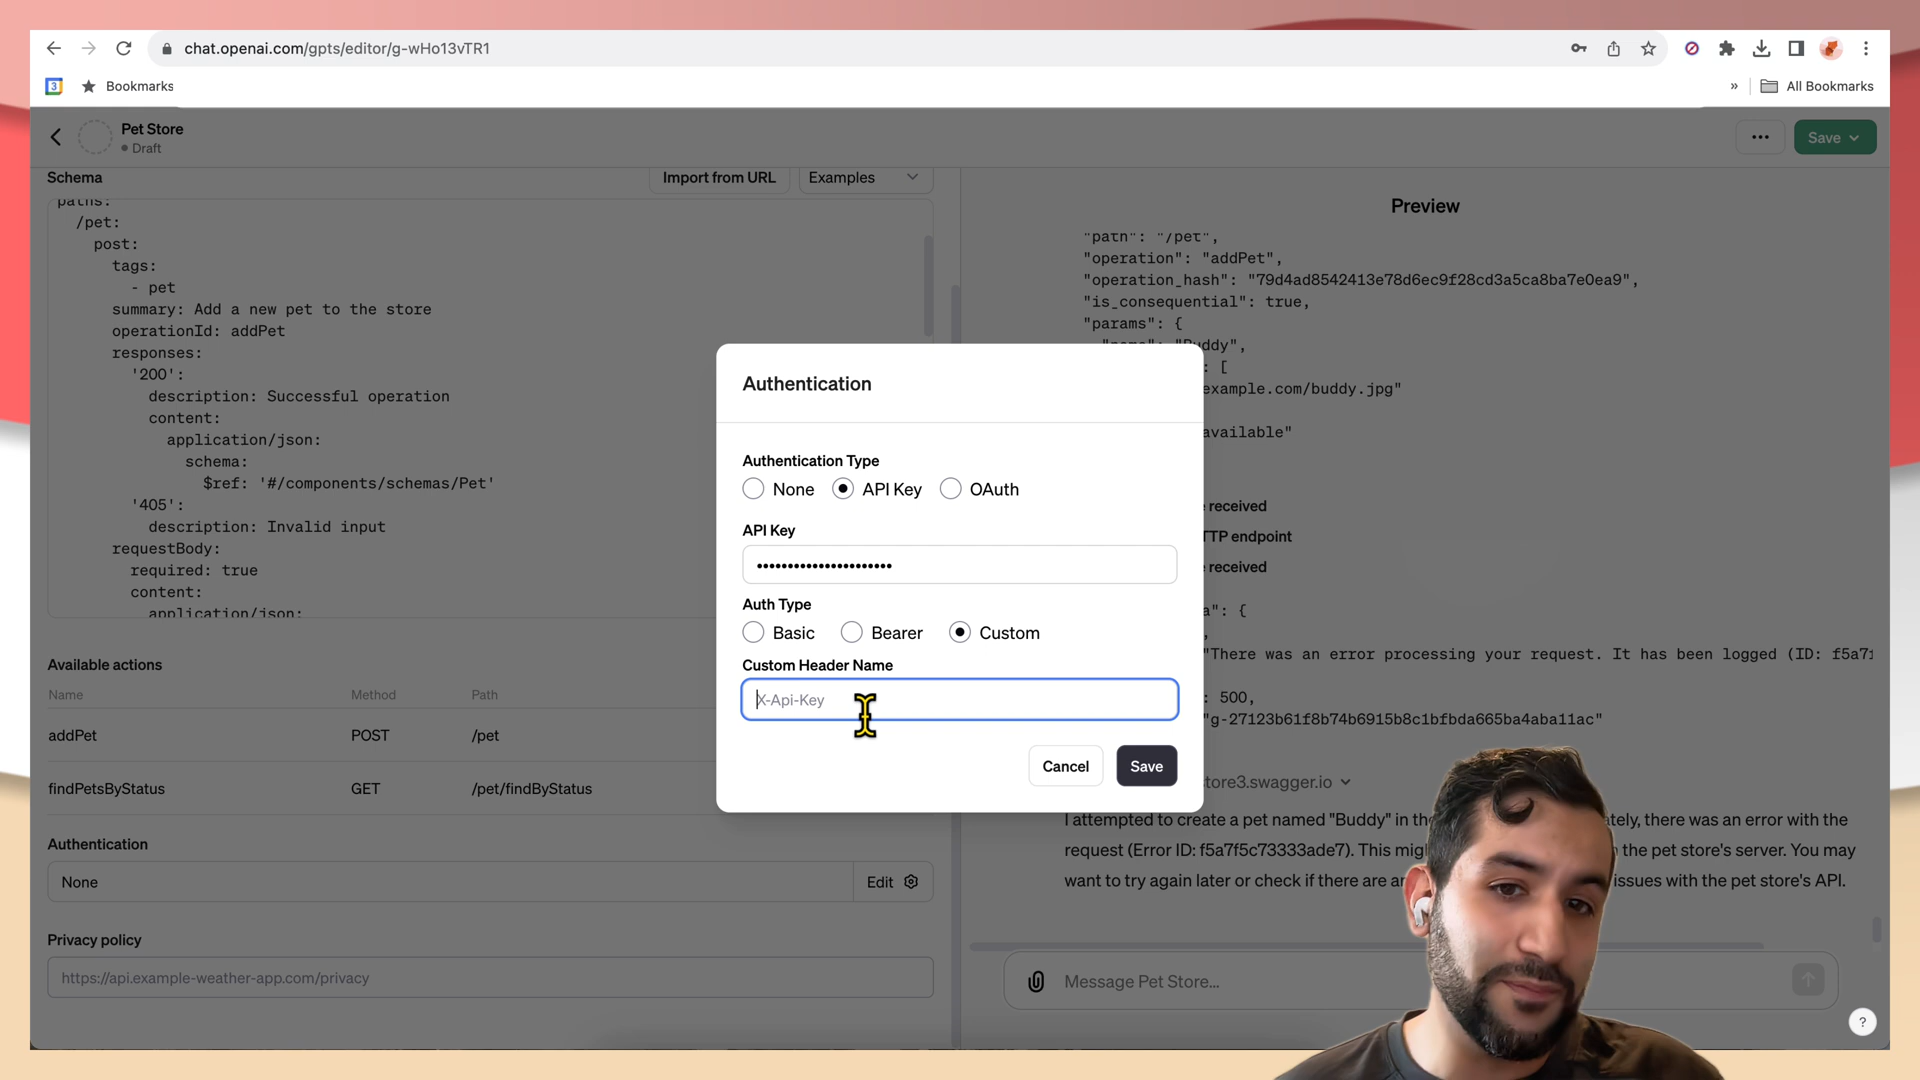 chat.openai.com/gpts/editor/g-wHo13vTR1
3
Bookmarks
»
All Bookmarks
Pet Store
Draft
Save
Schema
Import from URL
Examples
paths:
/pet:
post:
tags:
- pet
summary: Add a new pet to the store
operationId: addPet
responses:
'200':
description: Successful operation
content:
application/json:
schema:
$ref: '#/components/schemas/Pet'
'405':
description: Invalid input
requestBody:
required: true
content:
application/json:
Available actions
Name Method Path
addPet POST /pet
findPetsByStatus GET /pet/findByStatus
Authentication
None
Edit
Privacy policy
https://api.example-weather-app.com/privacy
Authentication
Authentication Type
None API Key OAuth
API Key
••••••••••••••••••••••
Auth Type
Basic Bearer Custom
Custom Header Name
X-Api-Key
Cancel
Save
Preview
"path": "/pet",
"operation": "addPet",
"operation_hash": "79d4ad8542413e78d6ec9f28cd3a5ca8ba7e0ea9",
"is_consequential": true,
"params": {
"Buddy",
: [
example.com/buddy.jpg"
available"
received
TP endpoint
received
a": {
"There was an error processing your request. It has been logged (ID: f5a71
: 500,
"g-27123b61f8b74b6915b8c1bfbda665ba4aba11ac"
store3.swagger.io
I attempted to create a pet named "Buddy" in the ately, there was an error with the
request (Error ID: f5a7f5c73333ade7). This mig the pet store's server. You may
want to try again later or check if there are issues with the pet store's API.
Message Pet Store...
?